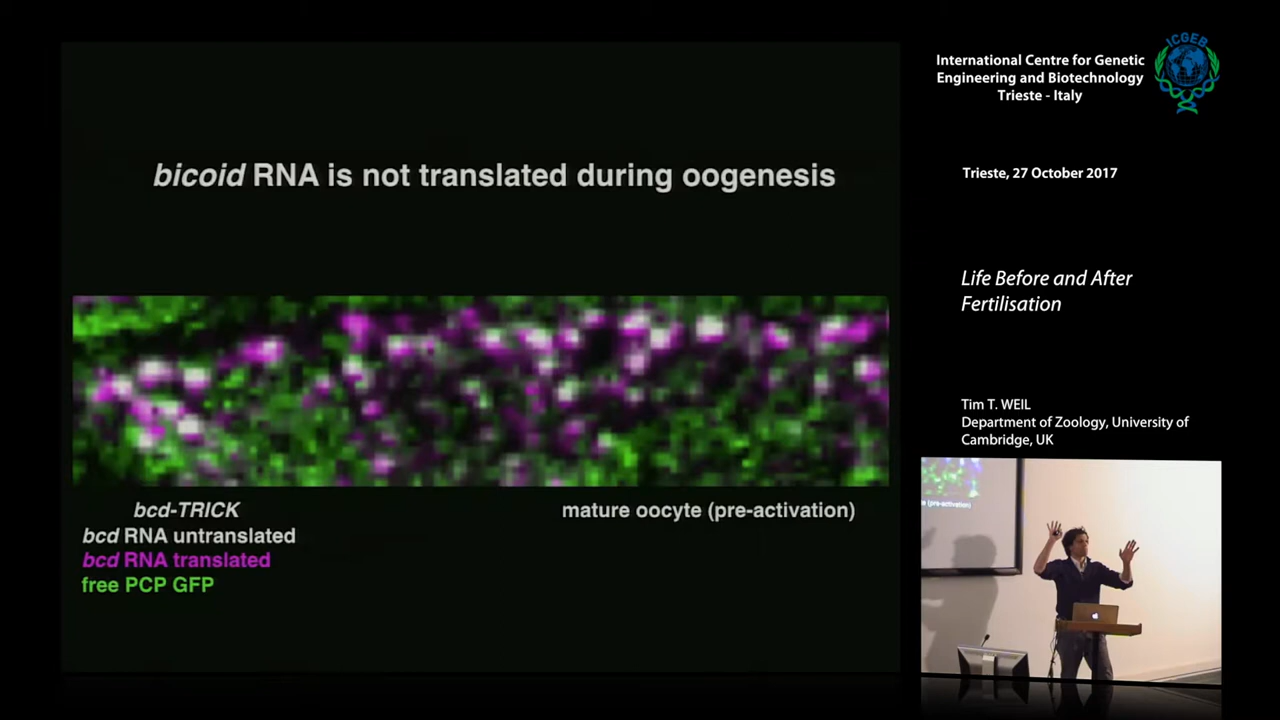 bicoid RNA is not translated during oogenesis
bcd-TRICK
bcd RNA untranslated
bcd RNA translated
free PCP GFP
mature oocyte (pre-activation)
International Centre for Genetic
Engineering and Biotechnology
Trieste - Italy
ICGEB
Trieste, 27 October 2017
Life Before and After
Fertilisation
Tim T. WEIL
Department of Zoology, University of
Cambridge, UK
(pre-activation)